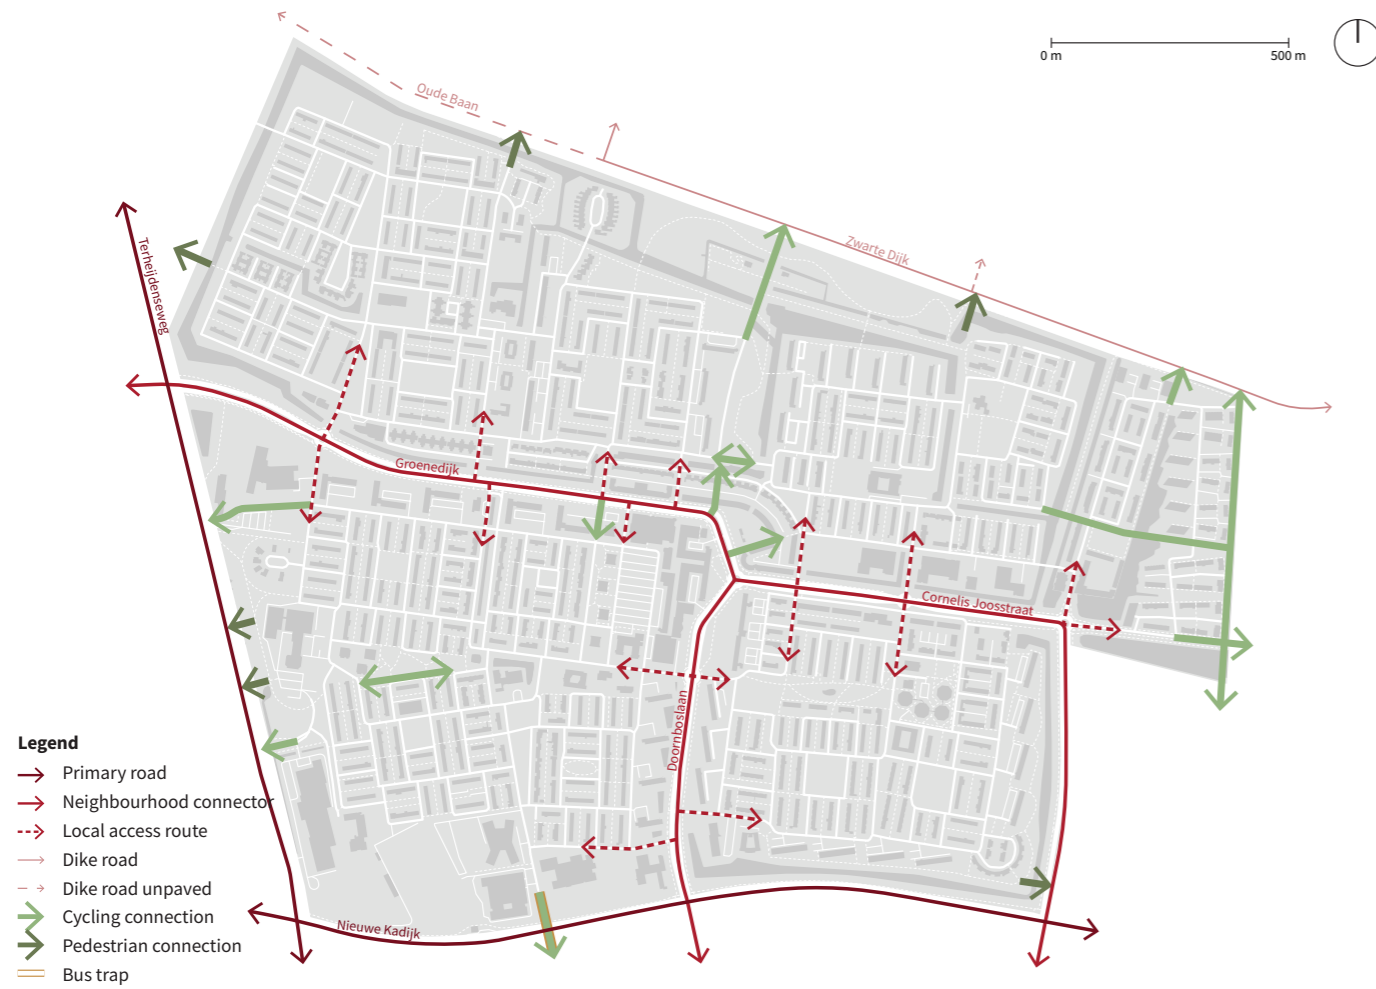 Oude Baan
0 m
500 m
Zwarte Dijk
Terheijdenseweg
Groenedijk
Cornelis Joosstraat
Doornboslaan
Nieuwe Kadijk
Legend
Primary road
Neighbourhood connector
Local access route
Dike road
Dike road unpaved
Cycling connection
Pedestrian connection
Bus trap